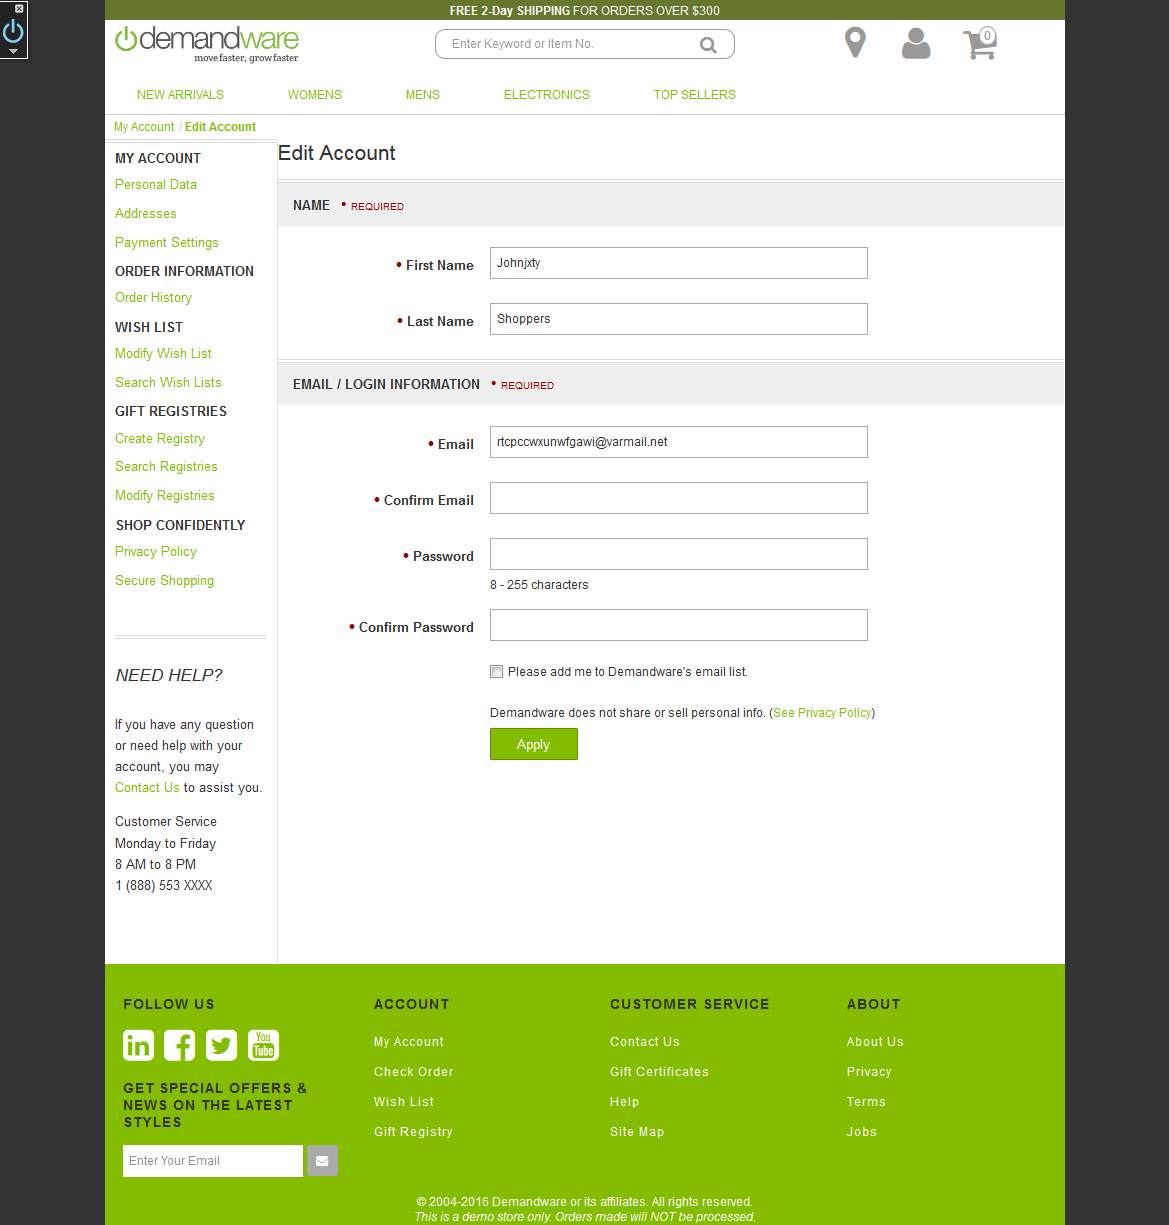 FREE 2-Day SHIPPING FOR ORDERS OVER $300
demandware
move faster, grow faster
Enter Keyword or Item No.
0
NEW ARRIVALS
WOMENS
MENS
ELECTRONICS
TOP SELLERS
My Account / Edit Account
MY ACCOUNT
Personal Data
Addresses
Payment Settings
ORDER INFORMATION
Order History
WISH LIST
Modify Wish List
Search Wish Lists
GIFT REGISTRIES
Create Registry
Search Registries
Modify Registries
SHOP CONFIDENTLY
Privacy Policy
Secure Shopping
NEED HELP?
If you have any question
or need help with your
account, you may
Contact Us to assist you.
Customer Service
Monday to Friday
8 AM to 8 PM
1 (888) 553 XXXX
Edit Account
NAME • REQUIRED
• First Name
Johnjxty
• Last Name
Shoppers
EMAIL / LOGIN INFORMATION • REQUIRED
• Email
rtcpccwxunwfgawi@varmail.net
• Confirm Email
• Password
8 - 255 characters
• Confirm Password
Please add me to Demandware's email list.
Demandware does not share or sell personal info. (See Privacy Policy)
Apply
FOLLOW US
in
f
You
Tube
GET SPECIAL OFFERS &
NEWS ON THE LATEST
STYLES
Enter Your Email
ACCOUNT
My Account
Check Order
Wish List
Gift Registry
CUSTOMER SERVICE
Contact Us
Gift Certificates
Help
Site Map
ABOUT
About Us
Privacy
Terms
Jobs
© 2004-2016 Demandware or its affiliates. All rights reserved.
This is a demo store only. Orders made will NOT be processed.